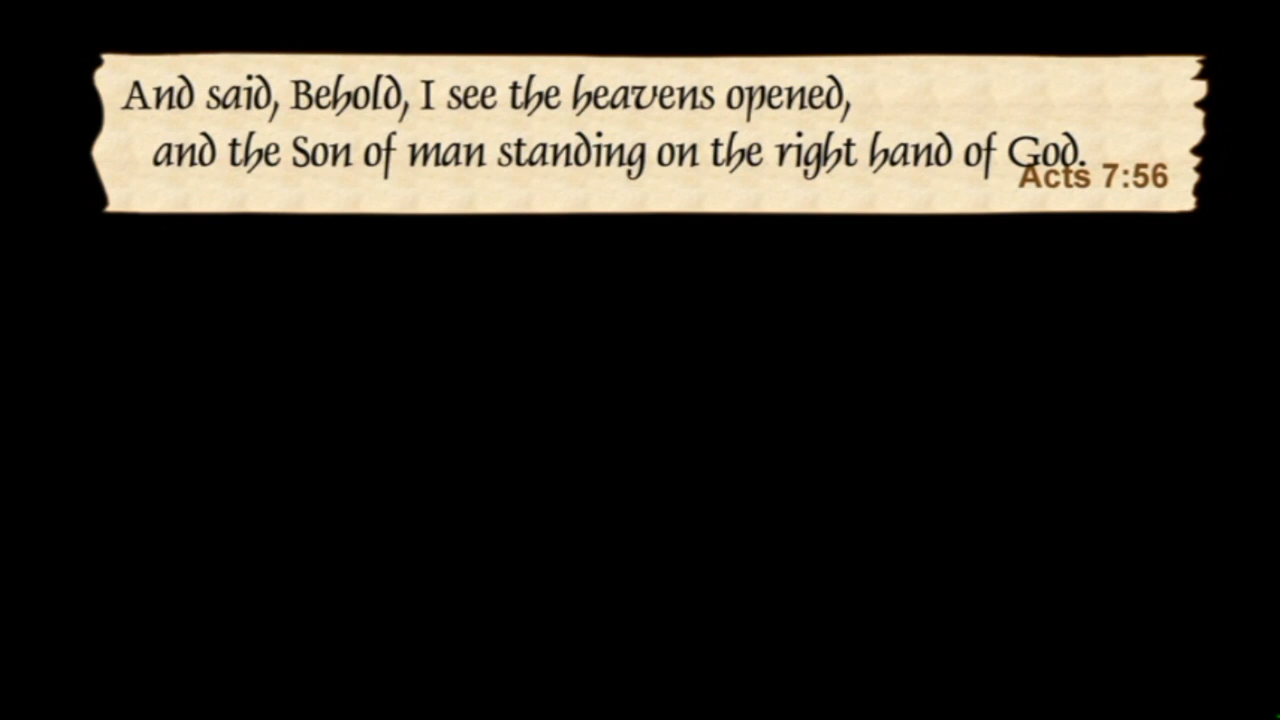 And said, Behold, I see the heavens opened,
and the Son of man standing on the right hand of God.
Acts 7:56